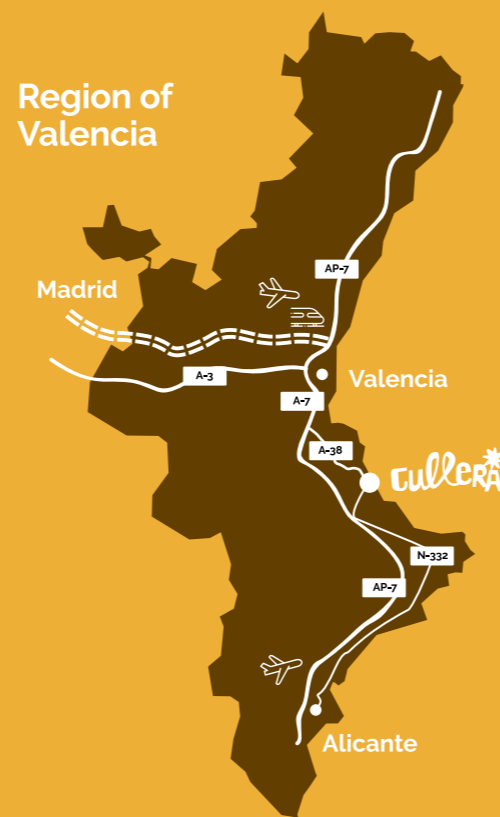 Region of
Valencia
AP-7
Madrid
A-3
Valencia
A-7
A-38
cullERA
N-332
AP-7
Alicante